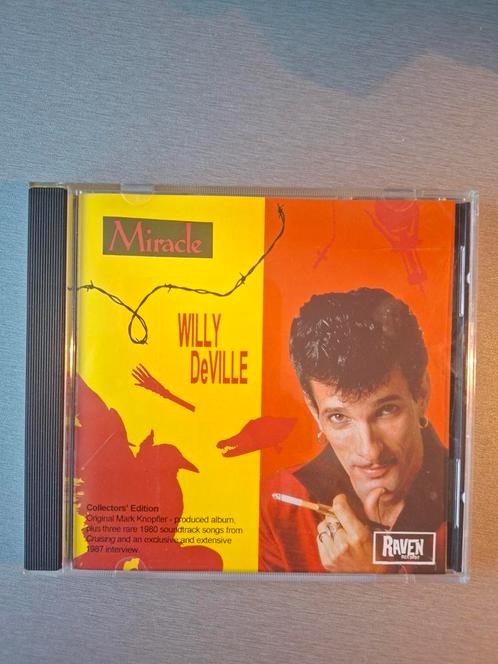 Miracle
WILLY
DeVILLE
Collectors' Edition
Original Mark Knopfler - produced album,
plus three rare 1980 soundtrack songs from
Cruising and an exclusive and extensive
1987 interview.
RAVEN
RECORDS